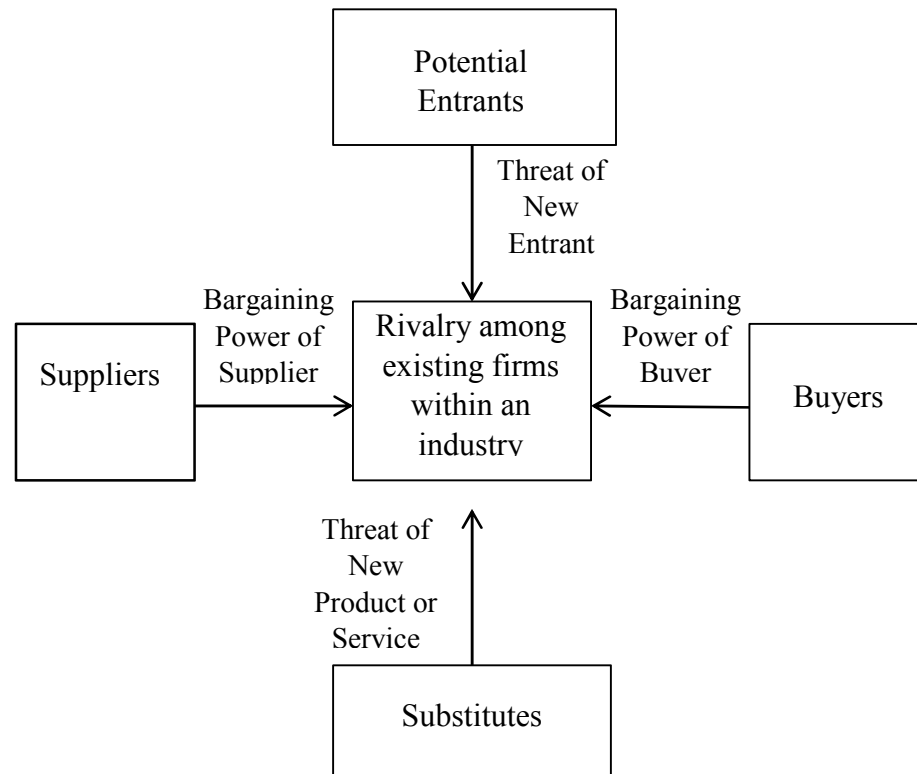 Potential
Entrants
Threat of
New
Entrant
Bargaining
Power of
Supplier
Bargaining
Power of
Buyer
Suppliers
Rivalry among
existing firms
within an
industry
Buyers
Threat of
New
Product or
Service
Substitutes